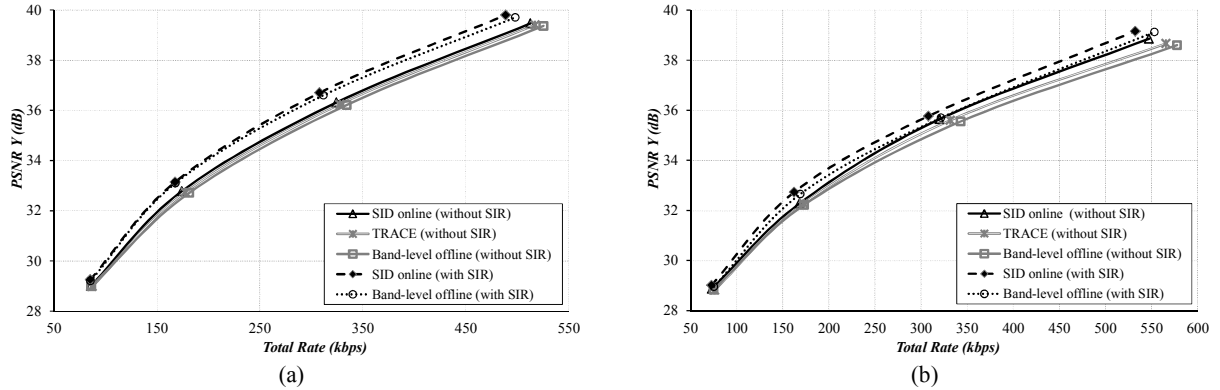 40
38
36
34
32
30
28
PSNR Y (dB)
50 150 250 350 450 550
Total Rate (kbps)
SID online (without SIR)
TRACE (without SIR)
Band-level offline (without SIR)
SID online (with SIR)
Band-level offline (with SIR)
(a)
40
38
36
34
32
30
28
PSNR Y (dB)
50 100 150 200 250 300 350 400 450 500 550 600
Total Rate (kbps)
SID online (without SIR)
TRACE (without SIR)
Band-level offline (without SIR)
SID online (with SIR)
Band-level offline (with SIR)
(b)